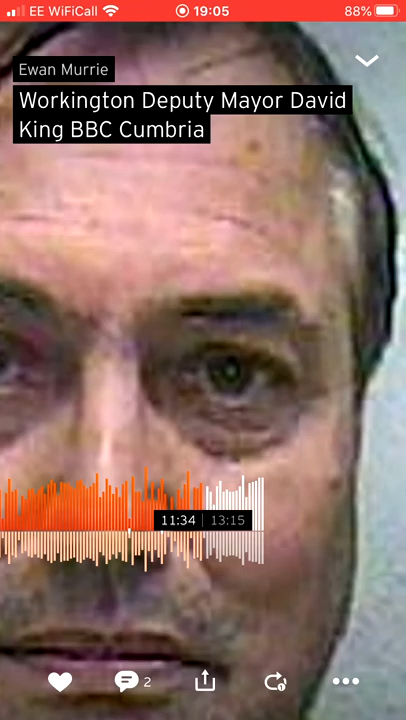 EE WiFiCall 19:05 88%
Ewan Murrie
Workington Deputy Mayor David
King BBC Cumbria
11:34 | 13:15
2